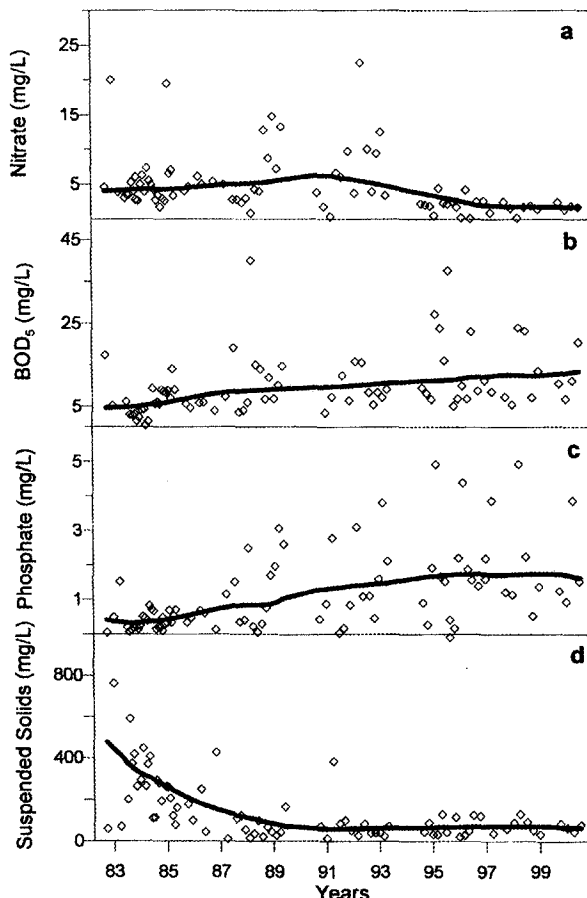 a
Nitrate (mg/L)
25
15
5
b
BOD5 (mg/L)
45
25
5
c
Phosphate (mg/L)
5
3
1
d
Suspended Solids (mg/L)
800
400
0
83 85 87 89 91 93 95 97 99
Years